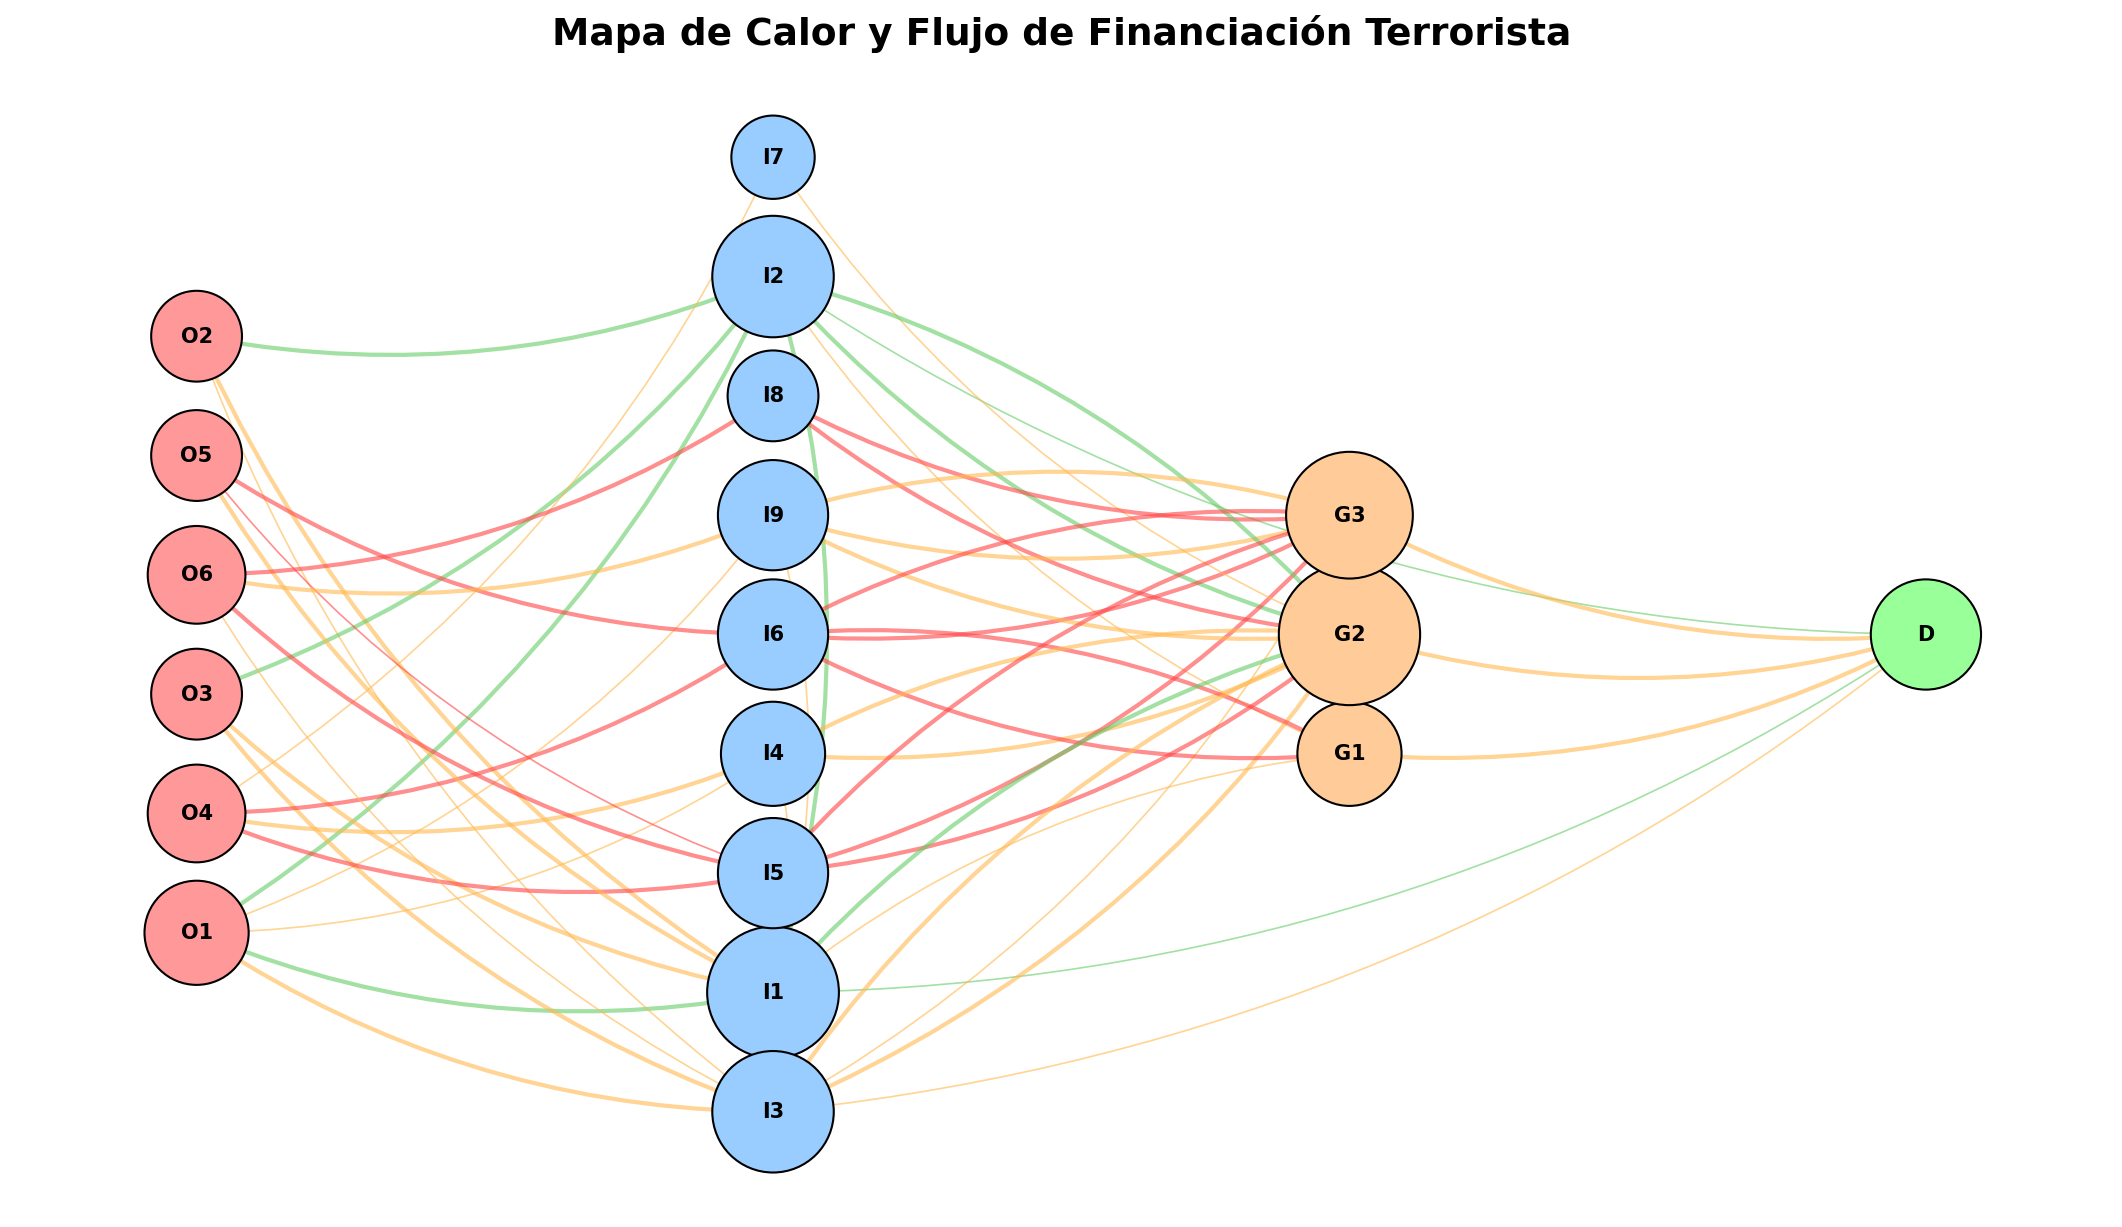 Mapa de Calor y Flujo de Financiación Terrorista
I7
I2
O2
I8
O5
I9
G3
O6
I6
G2
D
O3
I4
G1
O4
I5
O1
I1
I3